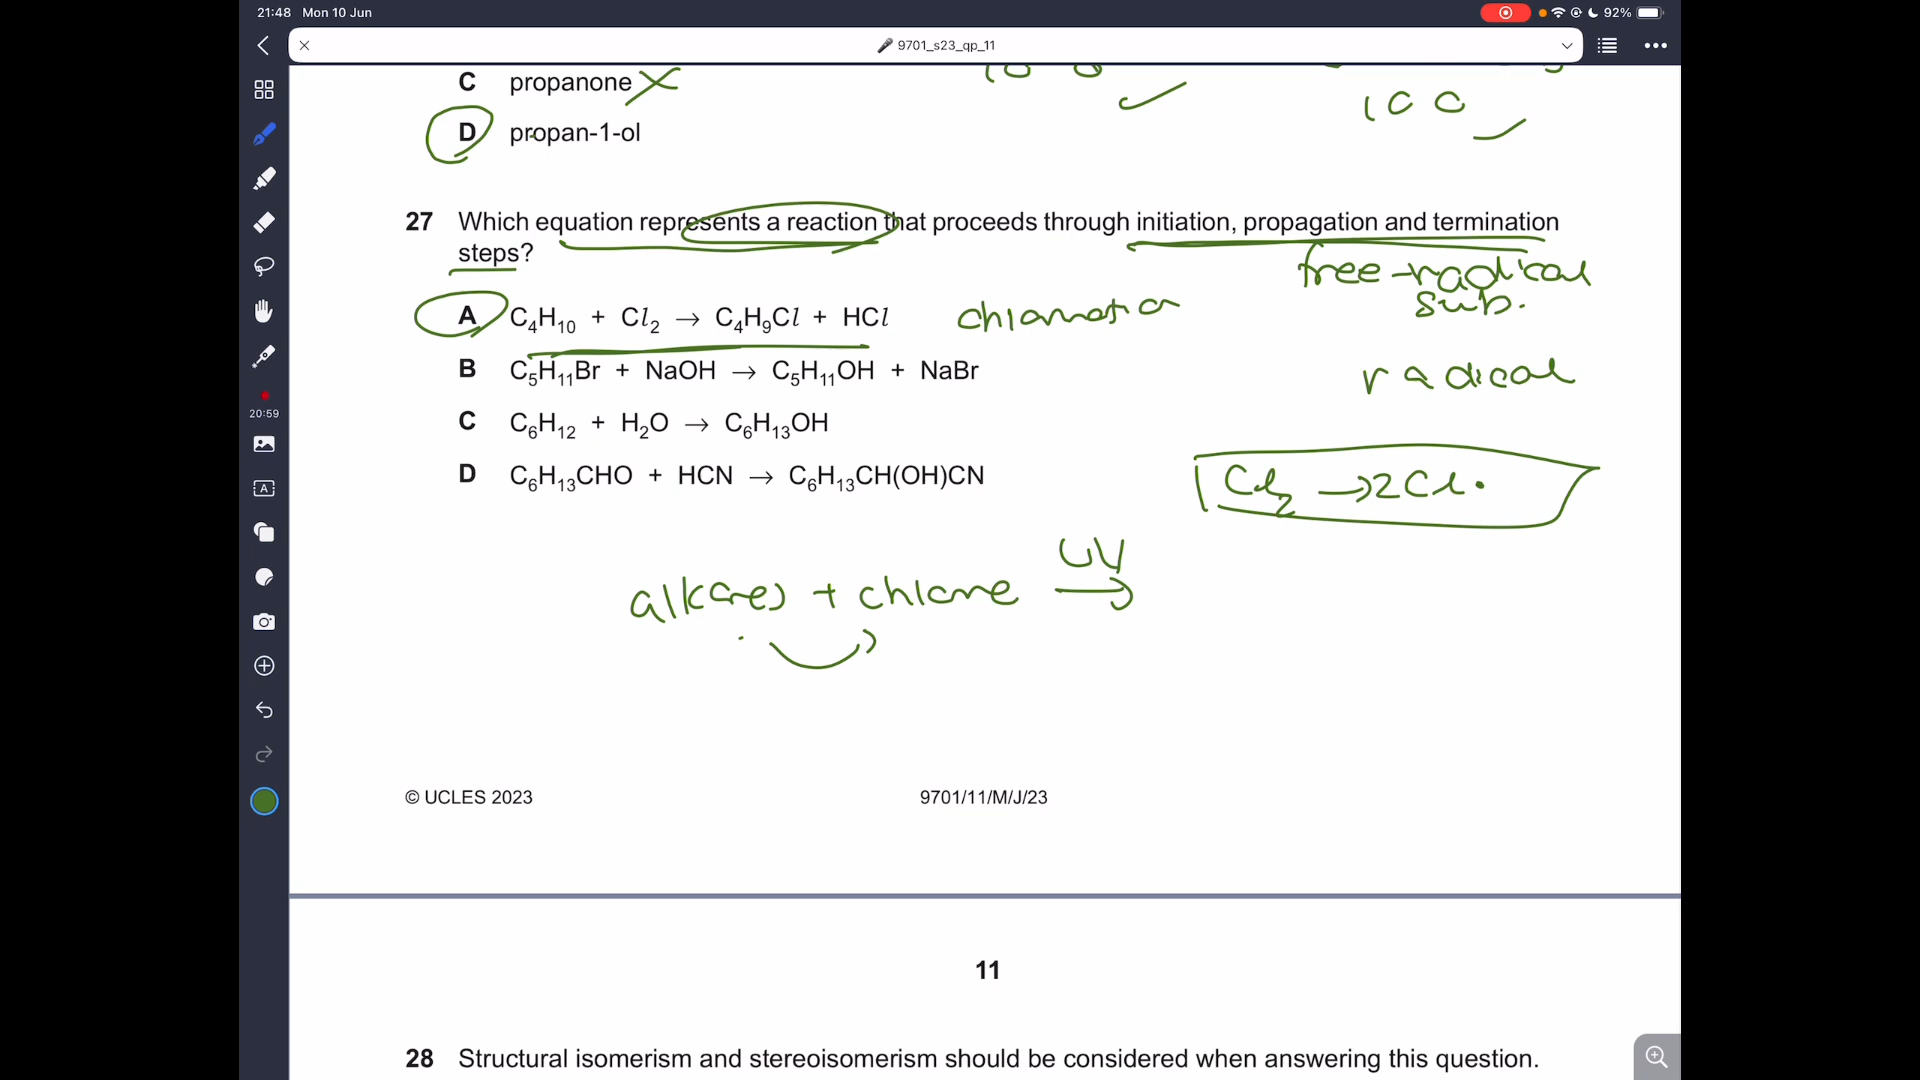 21:48 Mon 10 Jun
92%
9701_s23_qp_11
C propanone
100
D propan-1-ol
27 Which equation represents a reaction that proceeds through initiation, propagation and termination
steps?
free-radical
sub.
A C₄H₁₀ + Cl₂ → C₄H₉Cl + HCl
B C₅H₁₁Br + NaOH → C₅H₁₁OH + NaBr
radical
20:59
C C₆H₁₂ + H₂O → C₆H₁₃OH
D C₆H₁₃CHO + HCN → C₆H₁₃CH(OH)CN
Cl₂ → 2Cl•
UV
alkanes + chlorine →
© UCLES 2023
9701/11/M/J/23
11
28 Structural isomerism and stereoisomerism should be considered when answering this question.